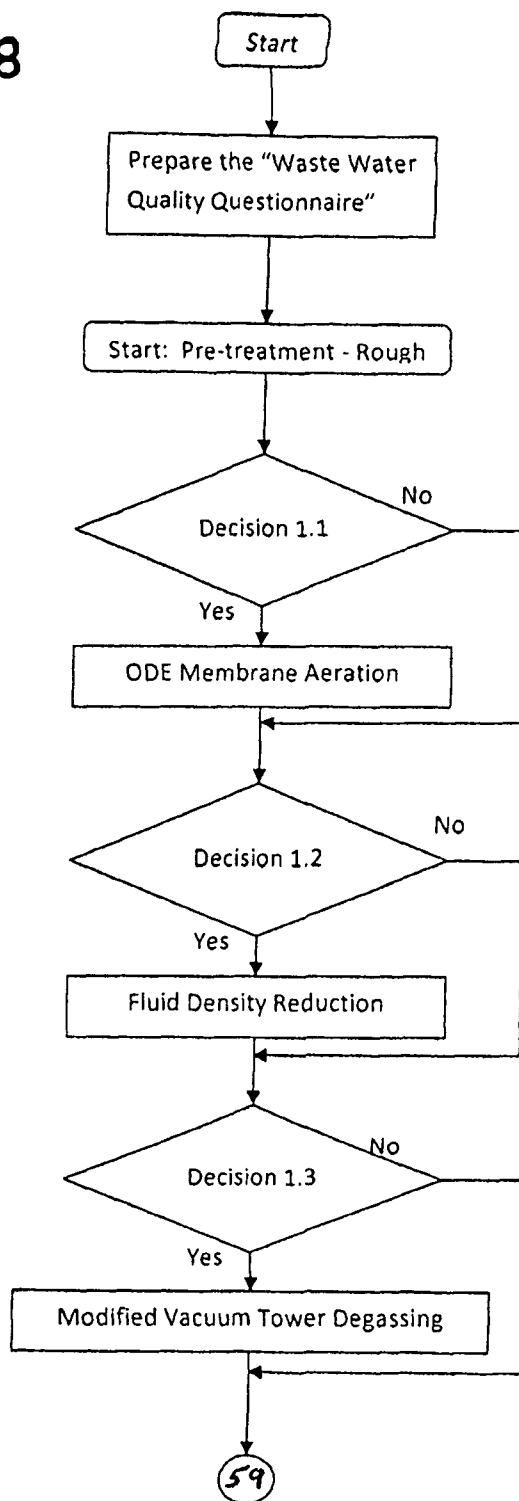 8
Start
Prepare the “Waste Water
Quality Questionnaire”
Start: Pre-treatment - Rough
No
Decision 1.1
Yes
ODE Membrane Aeration
No
Decision 1.2
Yes
Fluid Density Reduction
No
Decision 1.3
Yes
Modified Vacuum Tower Degassing
59